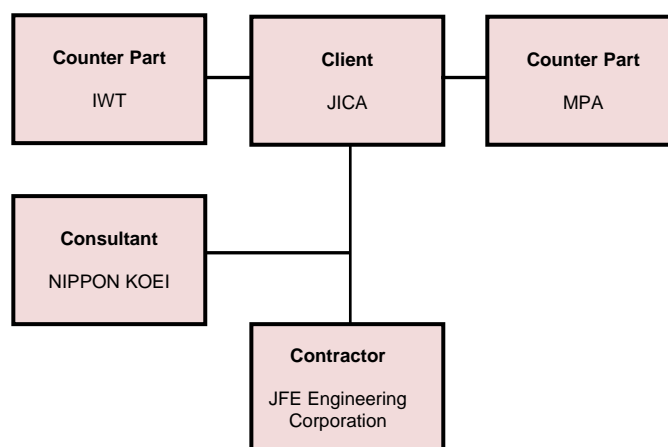 Counter Part
IWT
Client
JICA
Counter Part
MPA
Consultant
NIPPON KOEI
Contractor
JFE Engineering
Corporation